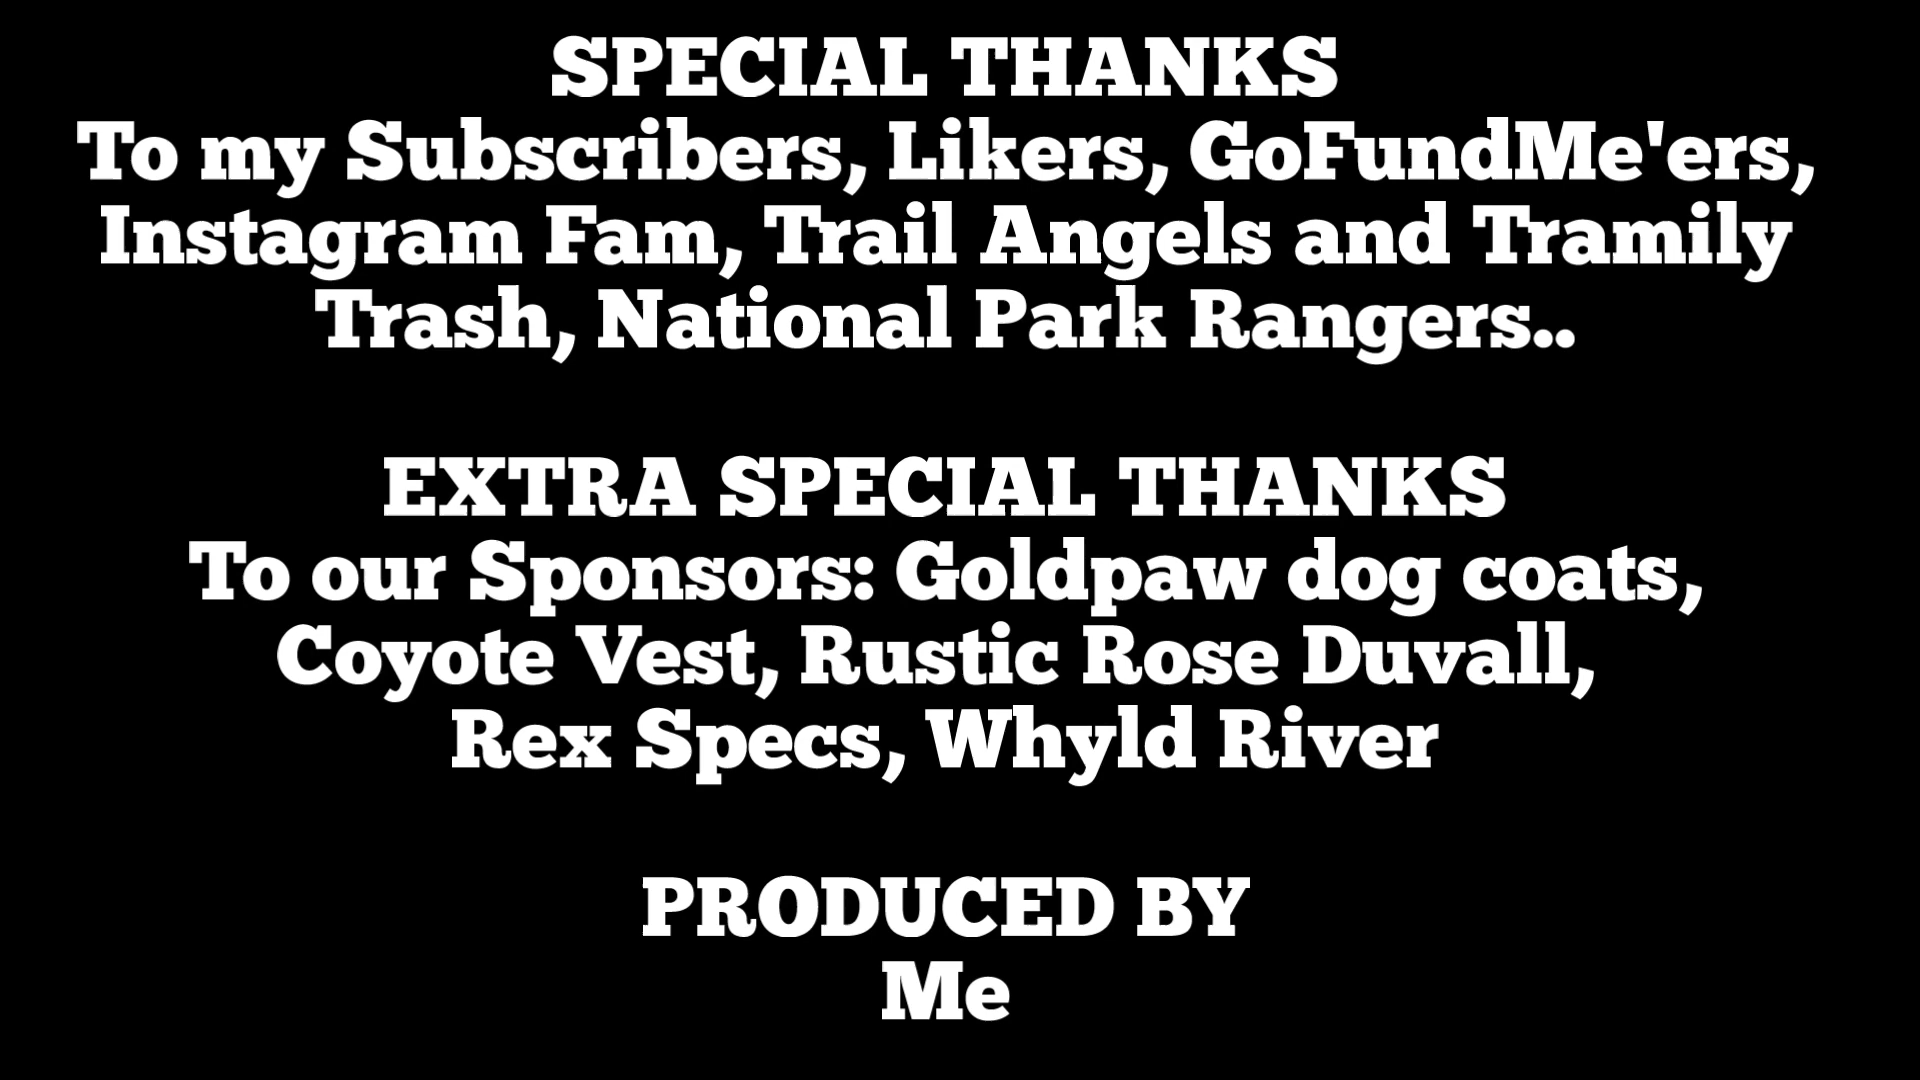 SPECIAL THANKS
To my Subscribers, Likers, GoFundMe'ers,
Instagram Fam, Trail Angels and Tramily
Trash, National Park Rangers..
EXTRA SPECIAL THANKS
To our Sponsors: Goldpaw dog coats,
Coyote Vest, Rustic Rose Duvall,
Rex Specs, Whyld River
PRODUCED BY
Me